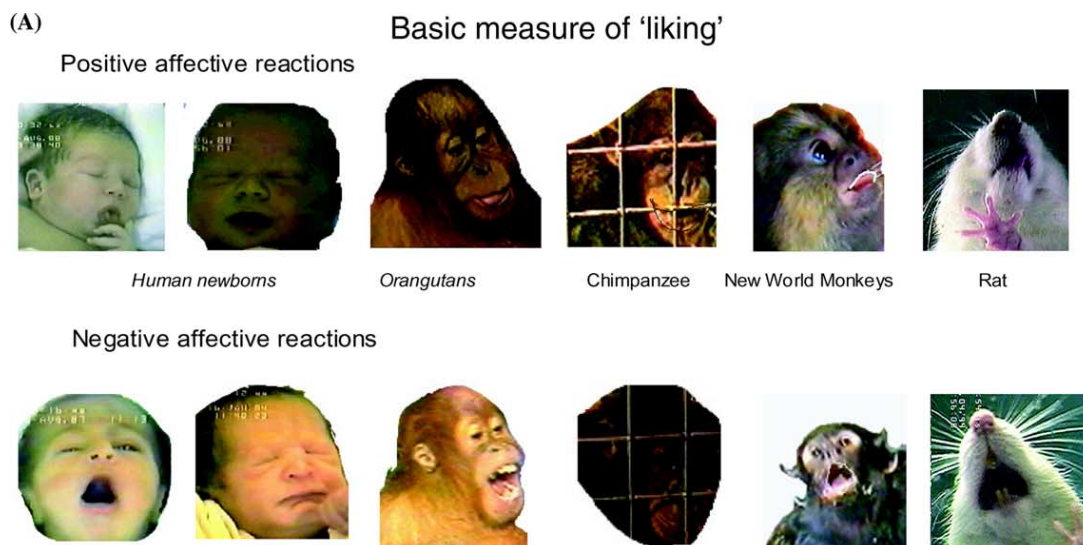 (A)
Basic measure of 'liking'
Positive affective reactions
Human newborns
Orangutans
Chimpanzee
New World Monkeys
Rat
Negative affective reactions